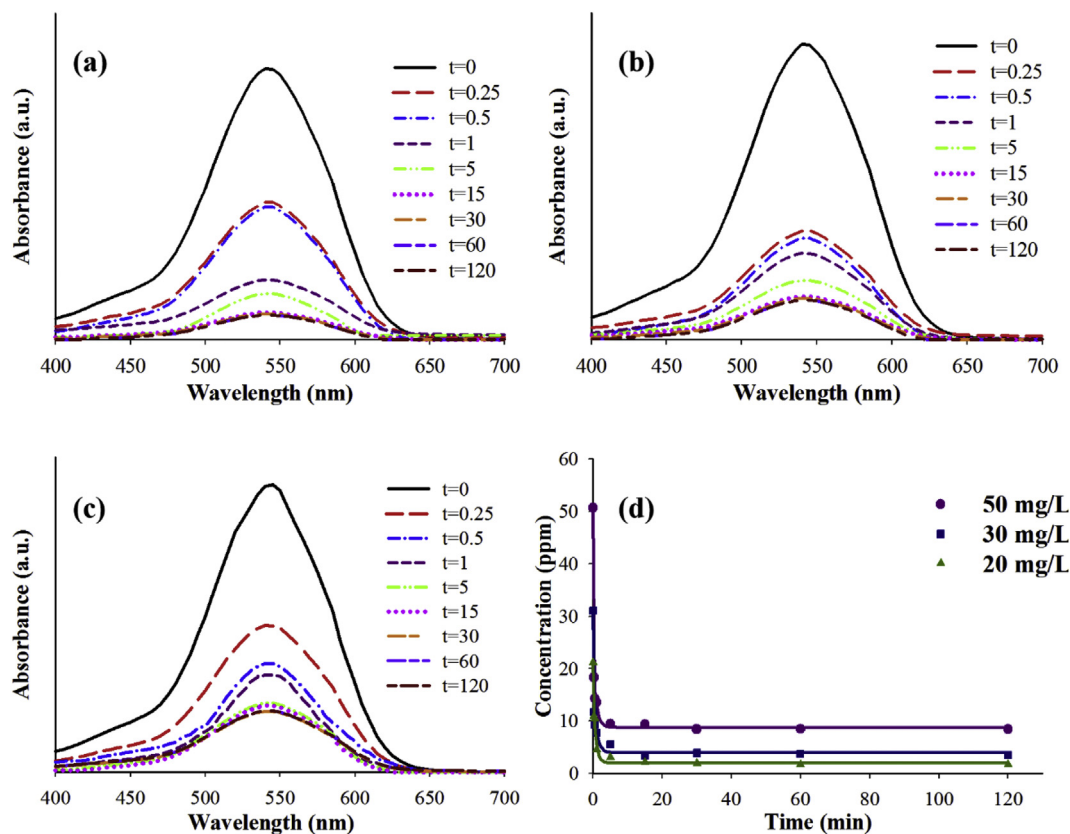 (a)
t=0
t=0.25
t=0.5
t=1
t=5
t=15
t=30
t=60
t=120
Absorbance (a.u.)
400 450 500 550 600 650 700
Wavelength (nm)
(b)
t=0
t=0.25
t=0.5
t=1
t=5
t=15
t=30
t=60
t=120
Absorbance (a.u.)
400 450 500 550 600 650 700
Wavelength (nm)
(c)
t=0
t=0.25
t=0.5
t=1
t=5
t=15
t=30
t=60
t=120
Absorbance (a.u.)
400 450 500 550 600 650 700
Wavelength (nm)
(d)
50 mg/L
30 mg/L
20 mg/L
Concentration (ppm)
60
50
40
30
20
10
0
0 20 40 60 80 100 120
Time (min)